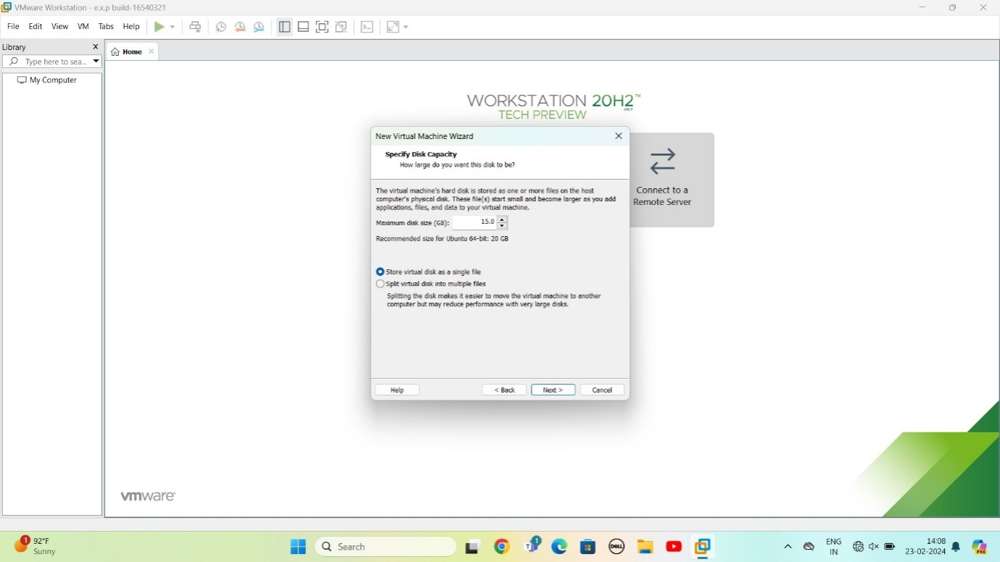 VMware Workstation - e.x.p build-16540321
File Edit View VM Tabs Help
Library
Type here to sea...
My Computer
Home
WORKSTATION 20H2™
JULY
TECH PREVIEW
Connect to a
Remote Server
New Virtual Machine Wizard
Specify Disk Capacity
How large do you want this disk to be?
The virtual machine's hard disk is stored as one or more files on the host
computer's physical disk. These file(s) start small and become larger as you add
applications, files, and data to your virtual machine.
Maximum disk size (GB): 15.0
Recommended size for Ubuntu 64-bit: 20 GB
Store virtual disk as a single file
Split virtual disk into multiple files
Splitting the disk makes it easier to move the virtual machine to another
computer but may reduce performance with very large disks.
Help < Back Next > Cancel
vmware®
1
92°F
Sunny
Search
1
DELL
ENG
IN
14:08
23-02-2024
PRE